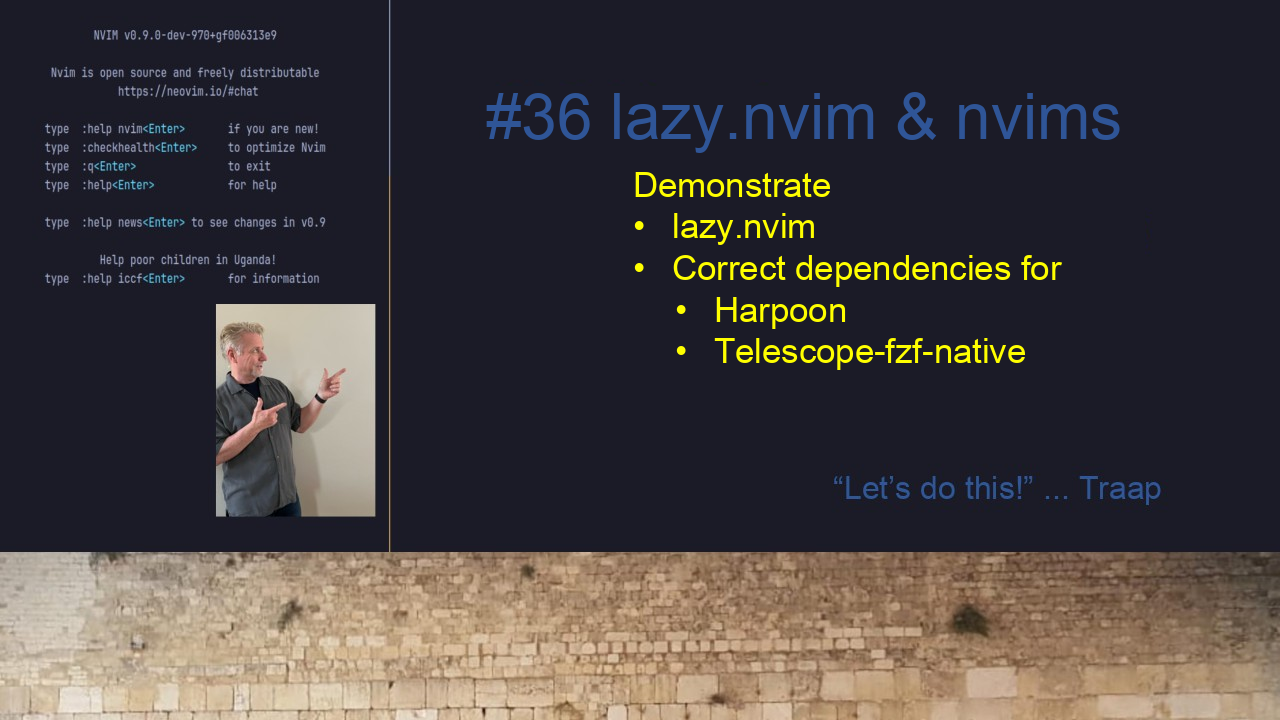 NVIM v0.9.0-dev-970+gf006313e9
Nvim is open source and freely distributable
https://neovim.io/#chat
type :help nvim<Enter> if you are new!
type :checkhealth<Enter> to optimize Nvim
type :q<Enter> to exit
type :help<Enter> for help
type :help news<Enter> to see changes in v0.9
Help poor children in Uganda!
type :help iccf<Enter> for information
#36 lazy.nvim & nvims
Demonstrate
• lazy.nvim
• Correct dependencies for
• Harpoon
• Telescope-fzf-native
“Let’s do this!” ... Traap